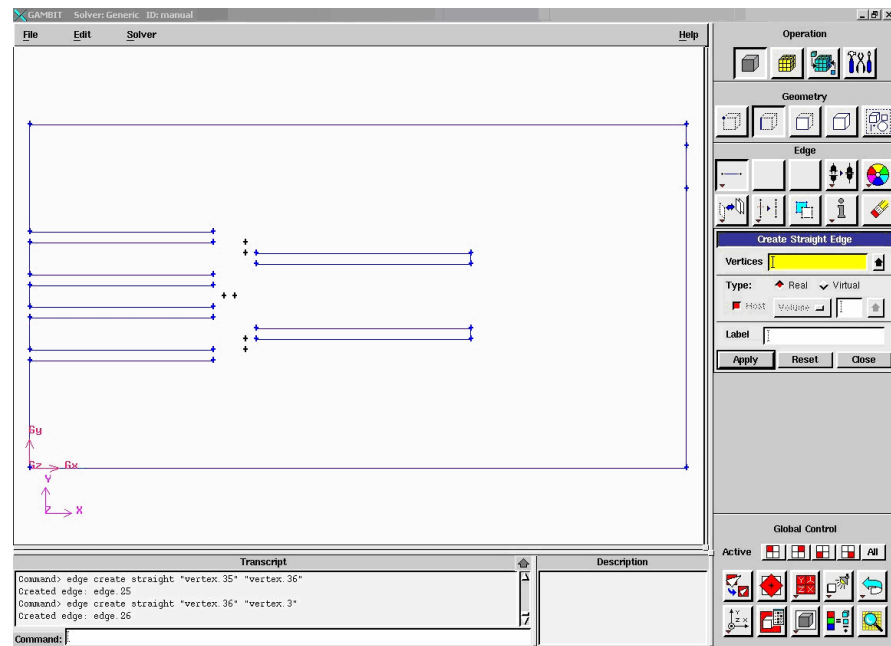 GAMBIT Solver: Generic ID: manual
File Edit Solver Help
Operation
Geometry
Edge
Create Straight Edge
Vertices
Type: Real Virtual
Host Volume
Label
Apply Reset Close
Gy
Gz Gx
Y
Z X
Global Control
Active All
Transcript
Description
Command> edge create straight "vertex.35" "vertex.36"
Created edge: edge.25
Command> edge create straight "vertex.36" "vertex.3"
Created edge: edge.26
Command: